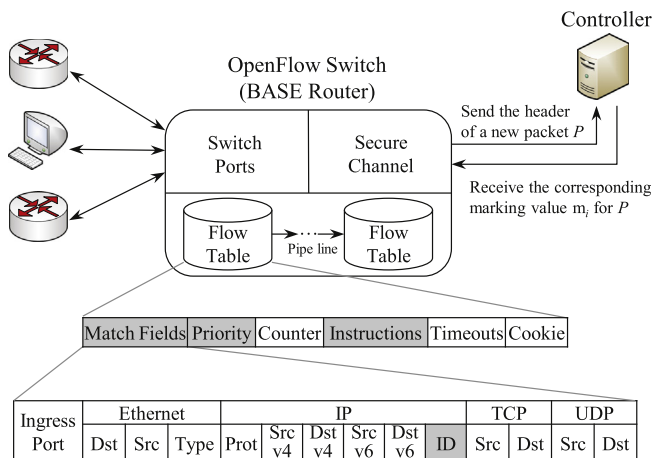 Controller
OpenFlow Switch
(BASE Router)
Send the header
of a new packet P
Switch
Ports
Secure
Channel
Receive the corresponding
marking value mi for P
Flow
Table
Pipe line
Flow
Table
Match Fields Priority Counter Instructions Timeouts Cookie
Ingress
Port
Ethernet IP TCP UDP
Dst Src Type Prot Src v4 Dst v4 Src v6 Dst v6 ID Src Dst Src Dst